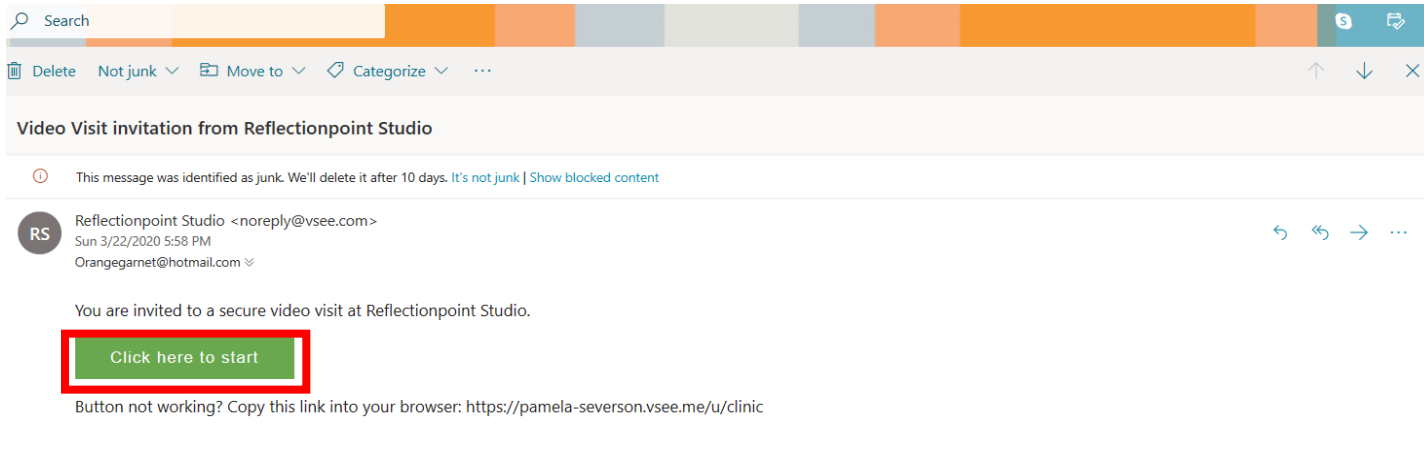 Search
Delete Not junk Move to Categorize ...
Video Visit invitation from Reflectionpoint Studio
This message was identified as junk. We'll delete it after 10 days. It's not junk | Show blocked content
RS
Reflectionpoint Studio <noreply@vsee.com>
Sun 3/22/2020 5:58 PM
Orangegarnet@hotmail.com
You are invited to a secure video visit at Reflectionpoint Studio.
Click here to start
Button not working? Copy this link into your browser: https://pamela-severson.vsee.me/u/clinic